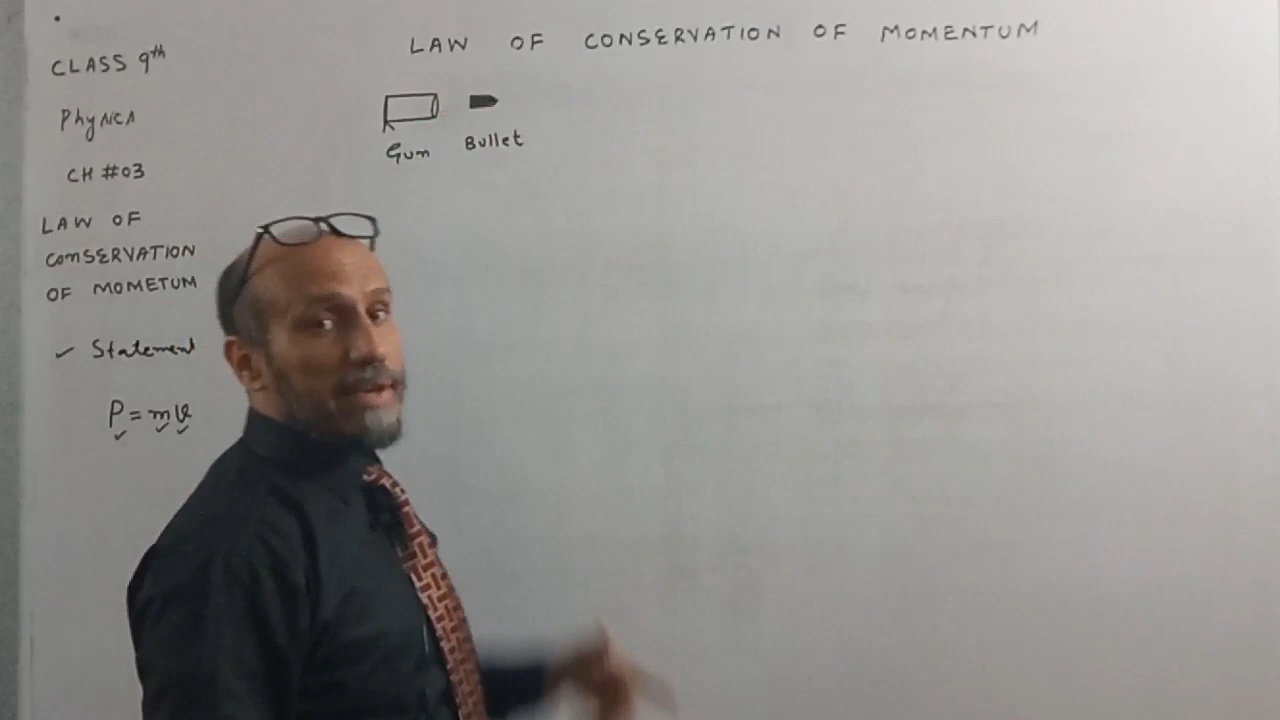 LAW OF CONSERVATION OF MOMENTUM
CLASS 9th
Physics
CH #03
LAW OF
CONSERVATION
OF MOMETUM
✓ Statement
P = mv
Gun Bullet